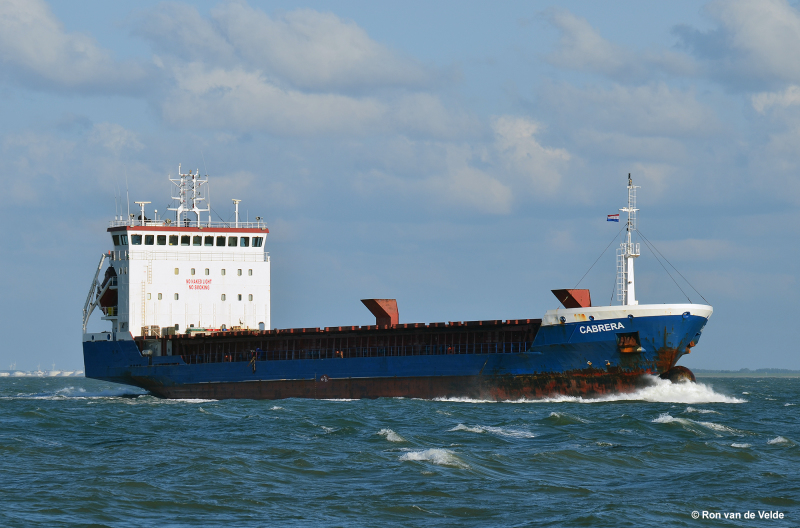 NO NAKED LIGHT
NO SMOKING
CABRERA
© Ron van de Velde